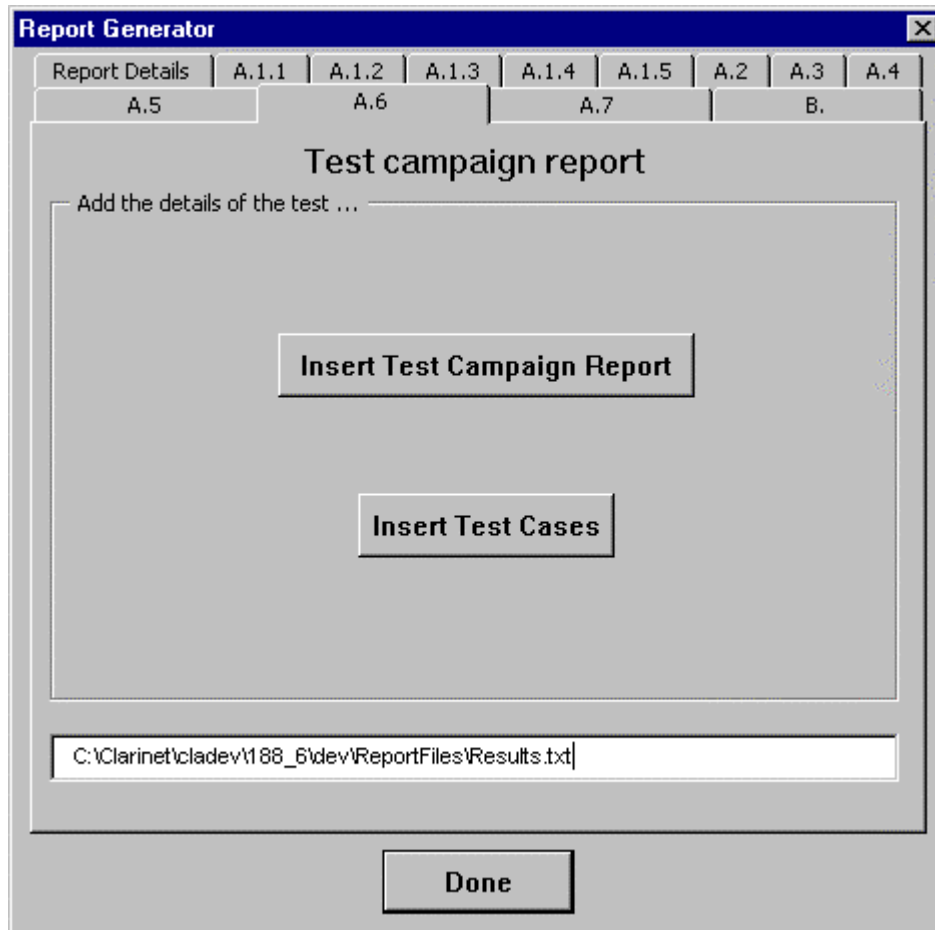 Report Generator
Report Details A.1.1 A.1.2 A.1.3 A.1.4 A.1.5 A.2 A.3 A.4
A.5 A.6 A.7 B.
Test campaign report
Add the details of the test ...
Insert Test Campaign Report
Insert Test Cases
C:\Clarinet\cladev\188_6\dev\ReportFiles\Results.txt
Done